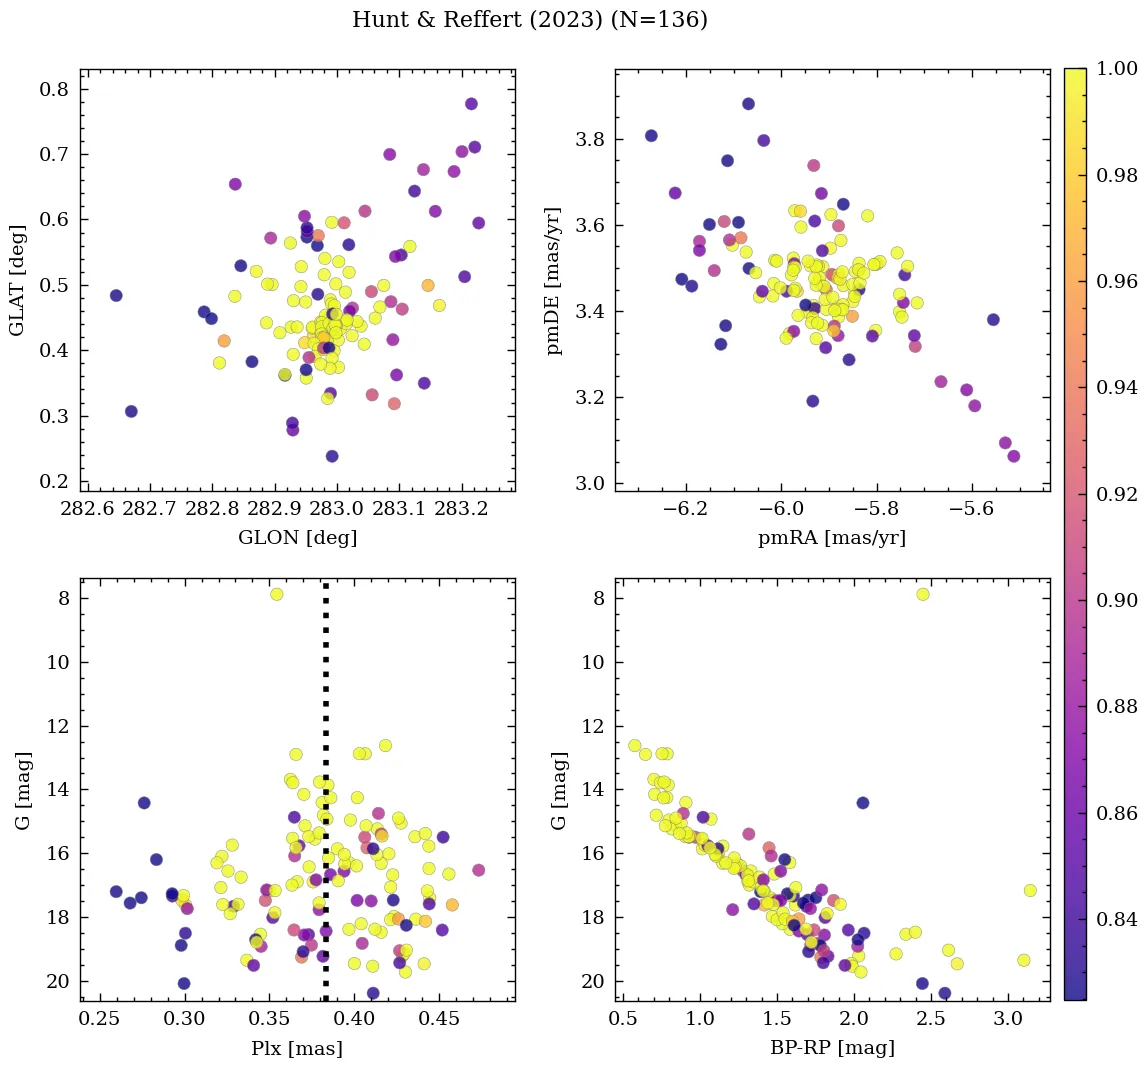 Hunt & Reffert (2023) (N=136)
0.8
0.7
0.6
0.5
0.4
0.3
0.2
GLAT [deg]
282.6 282.7 282.8 282.9 283.0 283.1 283.2
GLON [deg]
3.8
3.6
3.4
3.2
3.0
pmDE [mas/yr]
−6.2 −6.0 −5.8 −5.6
pmRA [mas/yr]
8
10
12
14
16
18
20
G [mag]
0.25 0.30 0.35 0.40 0.45
Plx [mas]
8
10
12
14
16
18
20
G [mag]
0.5 1.0 1.5 2.0 2.5 3.0
BP-RP [mag]
1.00
0.98
0.96
0.94
0.92
0.90
0.88
0.86
0.84